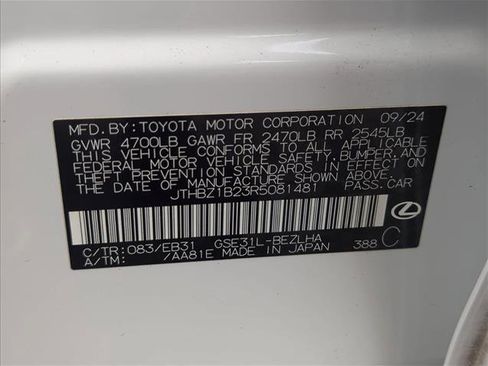 MFD.BY:TOYOTA MOTOR CORPORATION 09/24
GVWR 4700LB GAWR FR 2470LB RR 2545LB
THIS VEHICLE CONFORMS TO ALL APPLICABLE
FEDERAL MOTOR VEHICLE SAFETY, BUMPER, AND
THEFT PREVENTION STANDARDS IN EFFECT ON
THE DATE OF MANUFACTURE SHOWN ABOVE.
JTHBZ1B23R5081481 PASS.CAR
C/TR:083/EB31 GSE31L-BEZLHA
A/TM: /AA81E MADE IN JAPAN 388 C